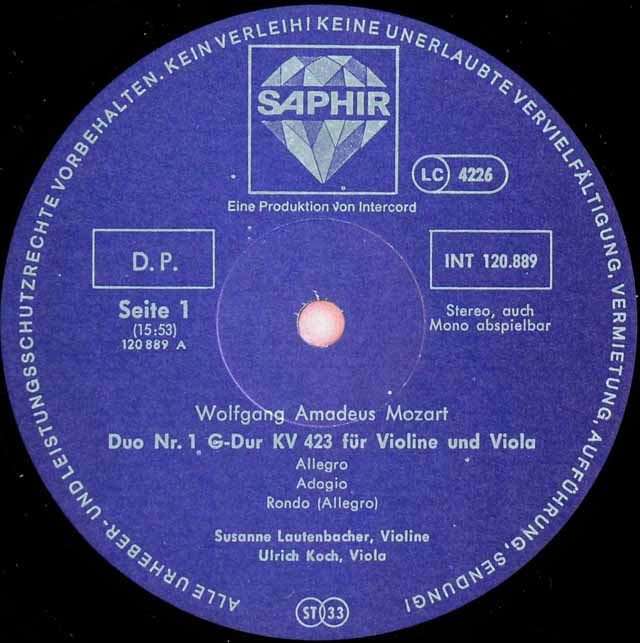 ALLE URHEBER- UND LEISTUNGSSCHUTZRECHTE VORBEHALTEN. KEIN VERLEIH! KEINE UNERLAUBTE VERVIELFÄLTIGUNG, VERMIETUNG, AUFFÜHRUNG, SENDUNG!
SAPHIR
LC 4226
Eine Produktion von Intercord
D. P.
INT 120.889
Seite 1
(15:53)
120 889 A
Stereo, auch
Mono abspielbar
Wolfgang Amadeus Mozart
Duo Nr. 1 G-Dur KV 423 für Violine und Viola
Allegro
Adagio
Rondo (Allegro)
Susanne Lautenbacher, Violine
Ulrich Koch, Viola
ST 33